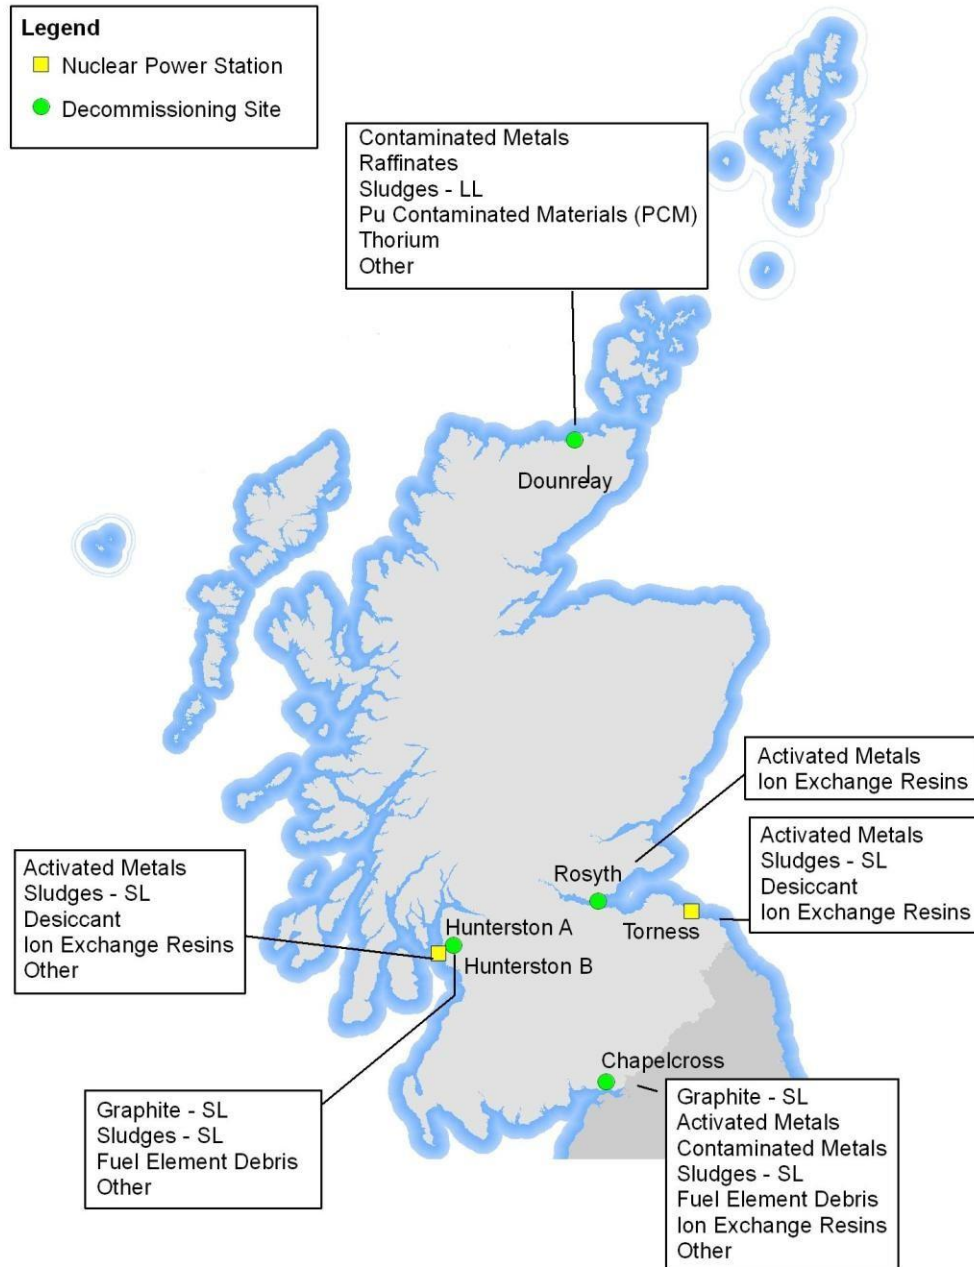 Legend
Nuclear Power Station
Decommissioning Site
Contaminated Metals
Raffinates
Sludges - LL
Pu Contaminated Materials (PCM)
Thorium
Other
Dounreay
Activated Metals
Ion Exchange Resins
Activated Metals
Sludges - SL
Desiccant
Ion Exchange Resins
Rosyth
Torness
Activated Metals
Sludges - SL
Desiccant
Ion Exchange Resins
Other
Hunterston A
Hunterston B
Chapelcross
Graphite - SL
Sludges - SL
Fuel Element Debris
Other
Graphite - SL
Activated Metals
Contaminated Metals
Sludges - SL
Fuel Element Debris
Ion Exchange Resins
Other